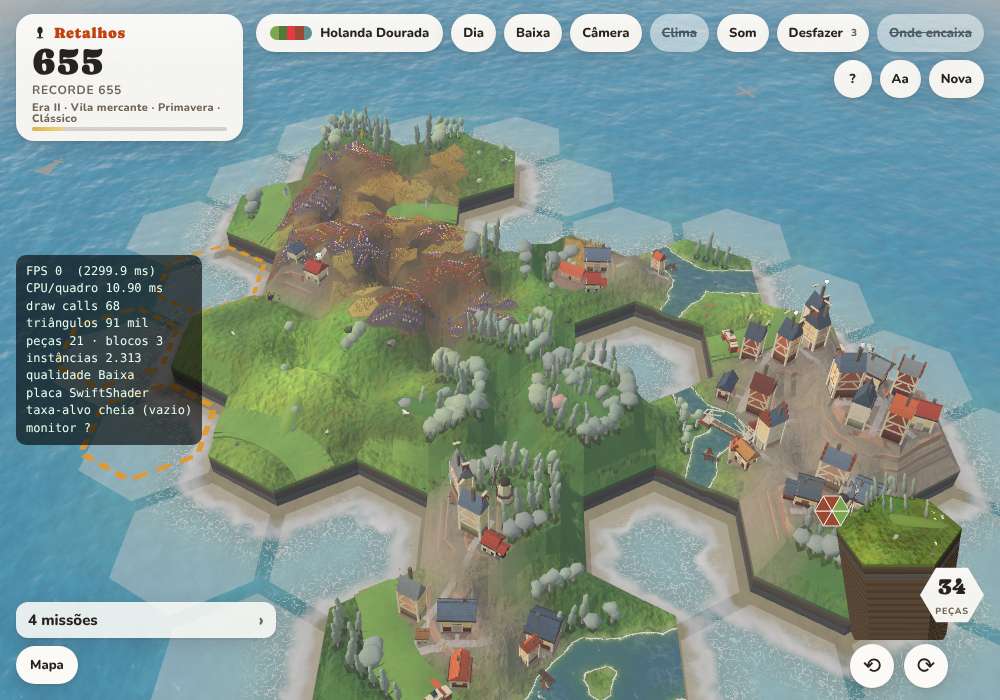 Retalhos
655
RECORDE 655
Era II · Vila mercante · Primavera ·
Clássico
Holanda Dourada
Dia
Baixa
Câmera
Clima
Som
Desfazer 3
Onde encaixa
?
Aa
Nova
FPS 0 (2299.9 ms)
CPU/quadro 10.90 ms
draw calls 68
triângulos 91 mil
peças 21 · blocos 3
instâncias 2.313
qualidade Baixa
placa SwiftShader
taxa-alvo cheia (vazio)
monitor ?
34
PEÇAS
4 missões ›
Mapa